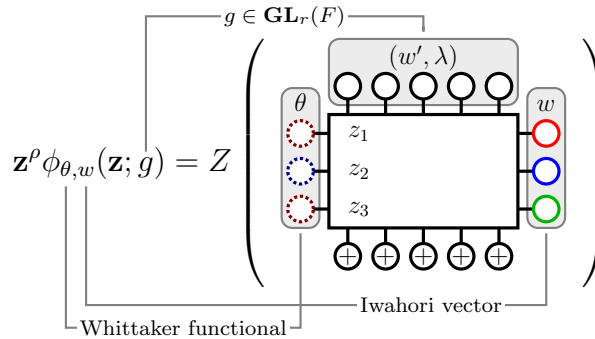 g ∈ GL_r(F)
(w′, λ)
θ
w
z_1
z^ρ ϕ_{θ,w}(z; g) = Z
z_2
z_3
+ + + + +
Iwahori vector
Whittaker functional